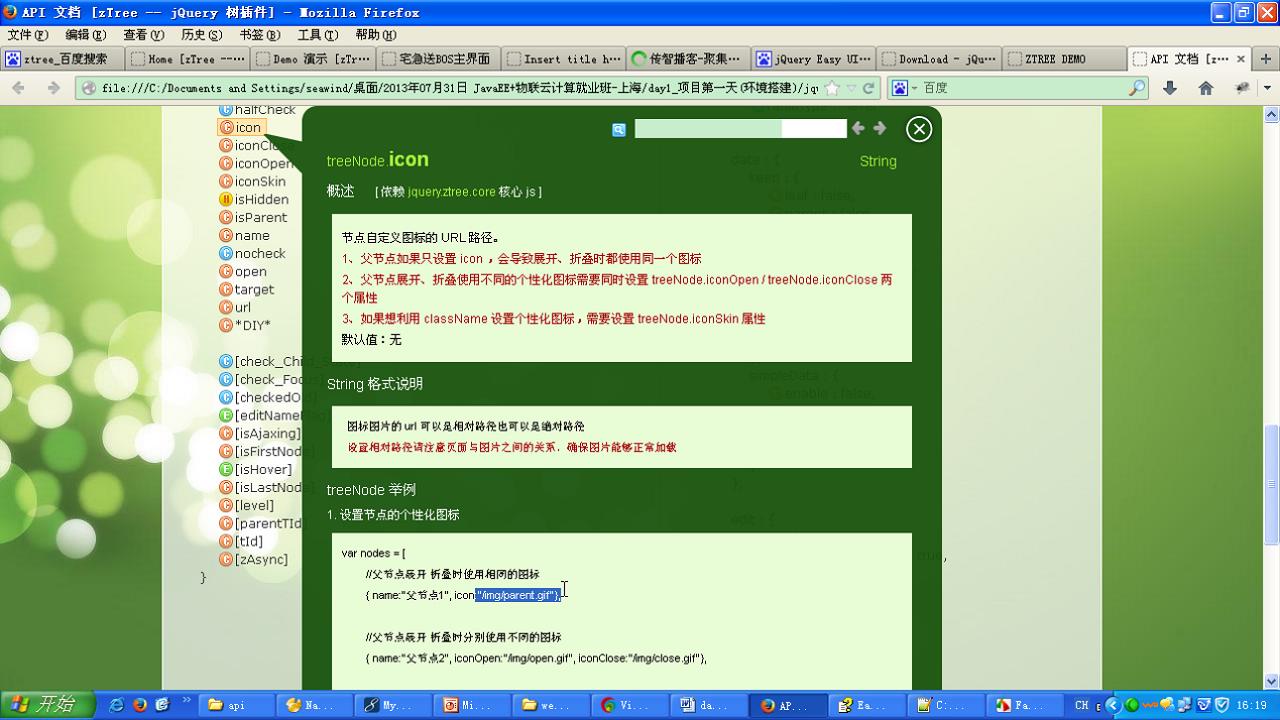 API 文档 [zTree -- jQuery 树插件] - Mozilla Firefox
文件(F) 编辑(E) 查看(V) 历史(S) 书签(B) 工具(T) 帮助(H)
ztree_百度搜索 Home [zTree --... Demo 演示 [zTr... 宅急送BOS主界面 Insert title h... 传智播客-聚集... jQuery Easy UI... Download - jQu... ZTREE DEMO API 文档 [z...
file:///C:/Documents and Settings/seawind/桌面/2013年07月31日 JavaEE+物联云计算就业班-上海/day1_项目第一天(环境搭建)/jq 百度
halfCheck
icon
iconClose
iconOpen
iconSkin
isHidden
isParent
name
nocheck
open
target
url
*DIY*
[check_Child_State]
[check_Focus]
[checkedOld]
[editNameFlag]
[isAjaxing]
[isFirstNode]
[isHover]
[isLastNode]
[level]
[parentTId]
[tId]
[zAsync]
}
treeNode.icon String
概述 [ 依赖 jquery.ztree.core 核心 js ]
节点自定义图标的 URL 路径。
1、父节点如果只设置 icon ，会导致展开、折叠时都使用同一个图标
2、父节点展开、折叠使用不同的个性化图标需要同时设置 treeNode.iconOpen / treeNode.iconClose 两
个属性
3、如果想利用 className 设置个性化图标，需要设置 treeNode.iconSkin 属性
默认值：无
String 格式说明
图标图片的 url 可以是相对路径也可以是绝对路径
设置相对路径请注意页面与图片之间的关系，确保图片能够正常加载
treeNode 举例
1. 设置节点的个性化图标
var nodes = [
//父节点展开 折叠时使用相同的图标
{ name:"父节点1", icon:"/img/parent.gif"},
//父节点展开 折叠时分别使用不同的图标
{ name:"父节点2", iconOpen:"/img/open.gif", iconClose:"/img/close.gif"},
data : {
keep : {
leaf : false,
parent : false
simpleData : {
enable : false,
edit : {
true,
开始 api Na... My... Mi... we... Vi... da... AP... Ea... C:... Fa... CH 16:19